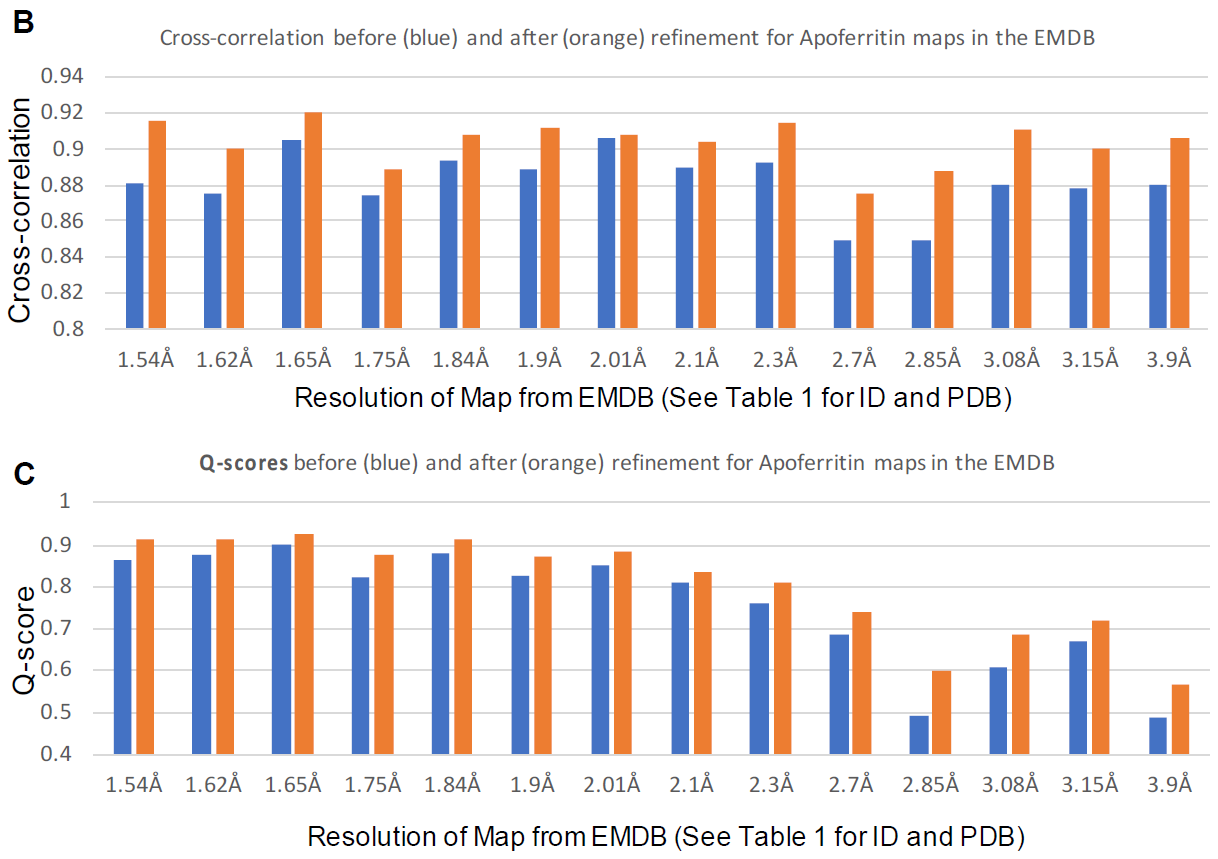 B
Cross-correlation before (blue) and after (orange) refinement for Apoferritin maps in the EMDB
Cross-correlation
0.94
0.92
0.9
0.88
0.86
0.84
0.82
0.8
1.54Å 1.62Å 1.65Å 1.75Å 1.84Å 1.9Å 2.01Å 2.1Å 2.3Å 2.7Å 2.85Å 3.08Å 3.15Å 3.9Å
Resolution of Map from EMDB (See Table 1 for ID and PDB)
C
Q-scores before (blue) and after (orange) refinement for Apoferritin maps in the EMDB
Q-score
1
0.9
0.8
0.7
0.6
0.5
0.4
1.54Å 1.62Å 1.65Å 1.75Å 1.84Å 1.9Å 2.01Å 2.1Å 2.3Å 2.7Å 2.85Å 3.08Å 3.15Å 3.9Å
Resolution of Map from EMDB (See Table 1 for ID and PDB)